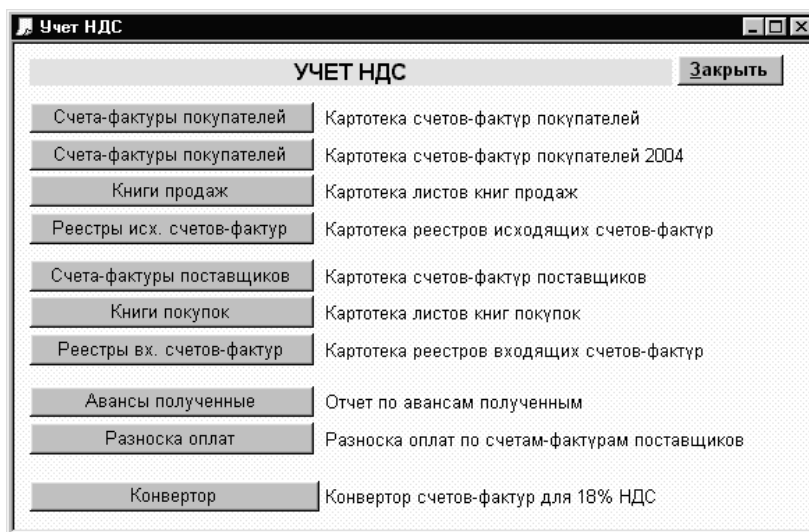 Учет НДС
УЧЕТ НДС Закрыть
Счета-фактуры покупателей Картотека счетов-фактур покупателей
Счета-фактуры покупателей Картотека счетов-фактур покупателей 2004
Книги продаж Картотека листов книг продаж
Реестры исх. счетов-фактур Картотека реестров исходящих счетов-фактур
Счета-фактуры поставщиков Картотека счетов-фактур поставщиков
Книги покупок Картотека листов книг покупок
Реестры вх. счетов-фактур Картотека реестров входящих счетов-фактур
Авансы полученные Отчет по авансам полученным
Разноска оплат Разноска оплат по счетам-фактурам поставщиков
Конвертор Конвертор счетов-фактур для 18% НДС